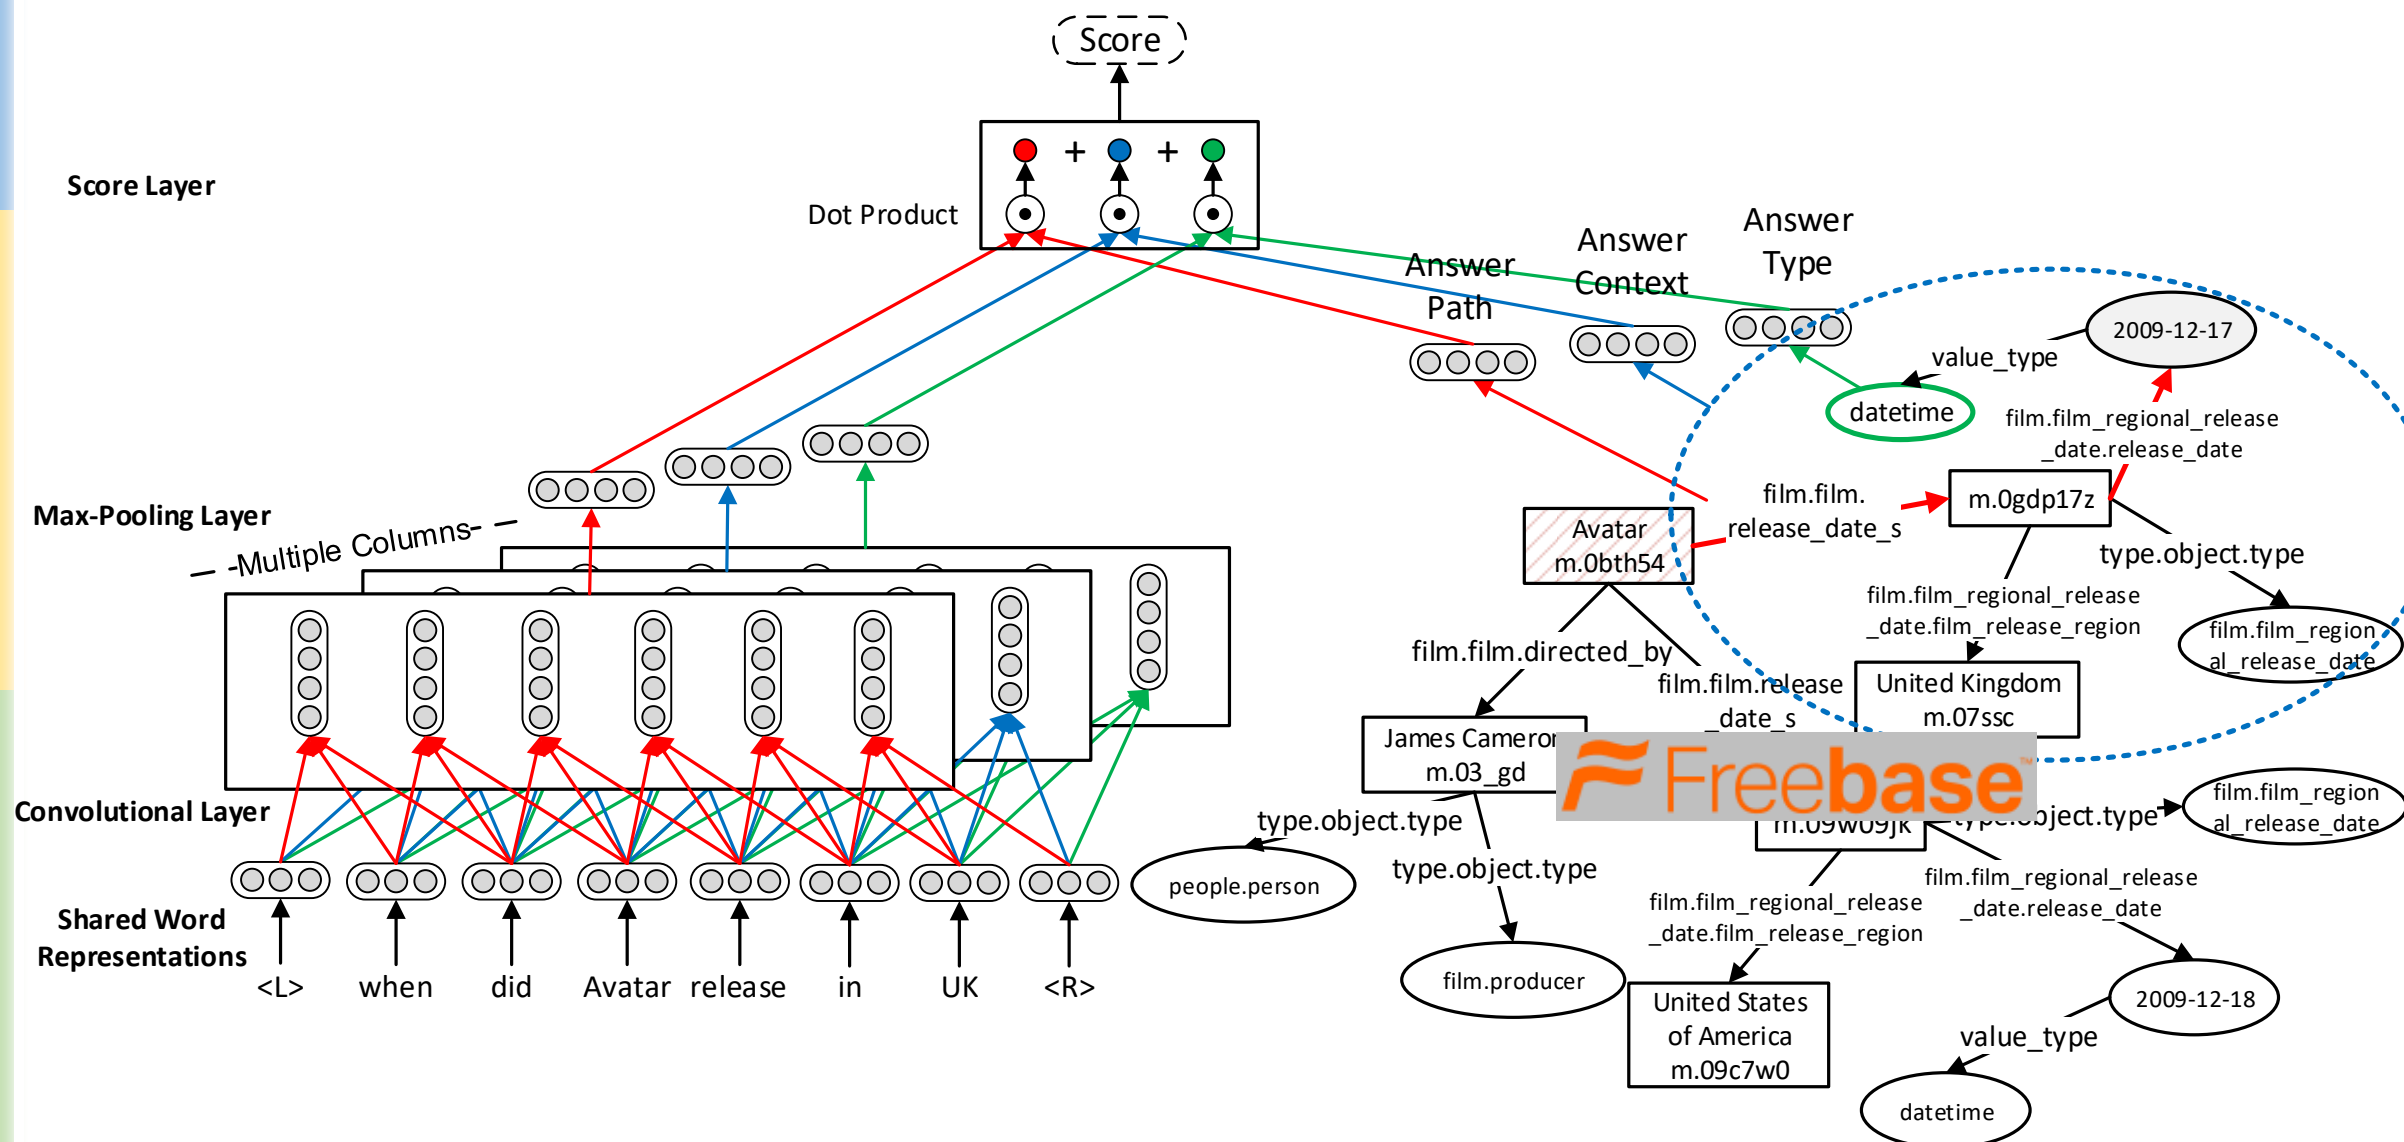 Score
Score Layer
Dot Product
Answer
Path
Answer
Context
Answer
Type
2009-12-17
value_type
datetime
film.film_regional_release
_date.release_date
film.film.
release_date_s
m.0gdp17z
Avatar
m.0bth54
type.object.type
Max-Pooling Layer
Multiple Columns
film.film_regional_release
_date.film_release_region
film.film_region
al_release_date
film.film.directed_by
film.film.release
_date_s
United Kingdom
m.07ssc
James Cameron
m.03_gd
Freebase™
Convolutional Layer
type.object.type
m.09w09jk
type.object.type
film.film_region
al_release_date
type.object.type
people.person
film.film_regional_release
_date.film_release_region
film.film_regional_release
_date.release_date
Shared Word
Representations
<L> when did Avatar release in UK <R>
film.producer
United States
of America
m.09c7w0
2009-12-18
value_type
datetime